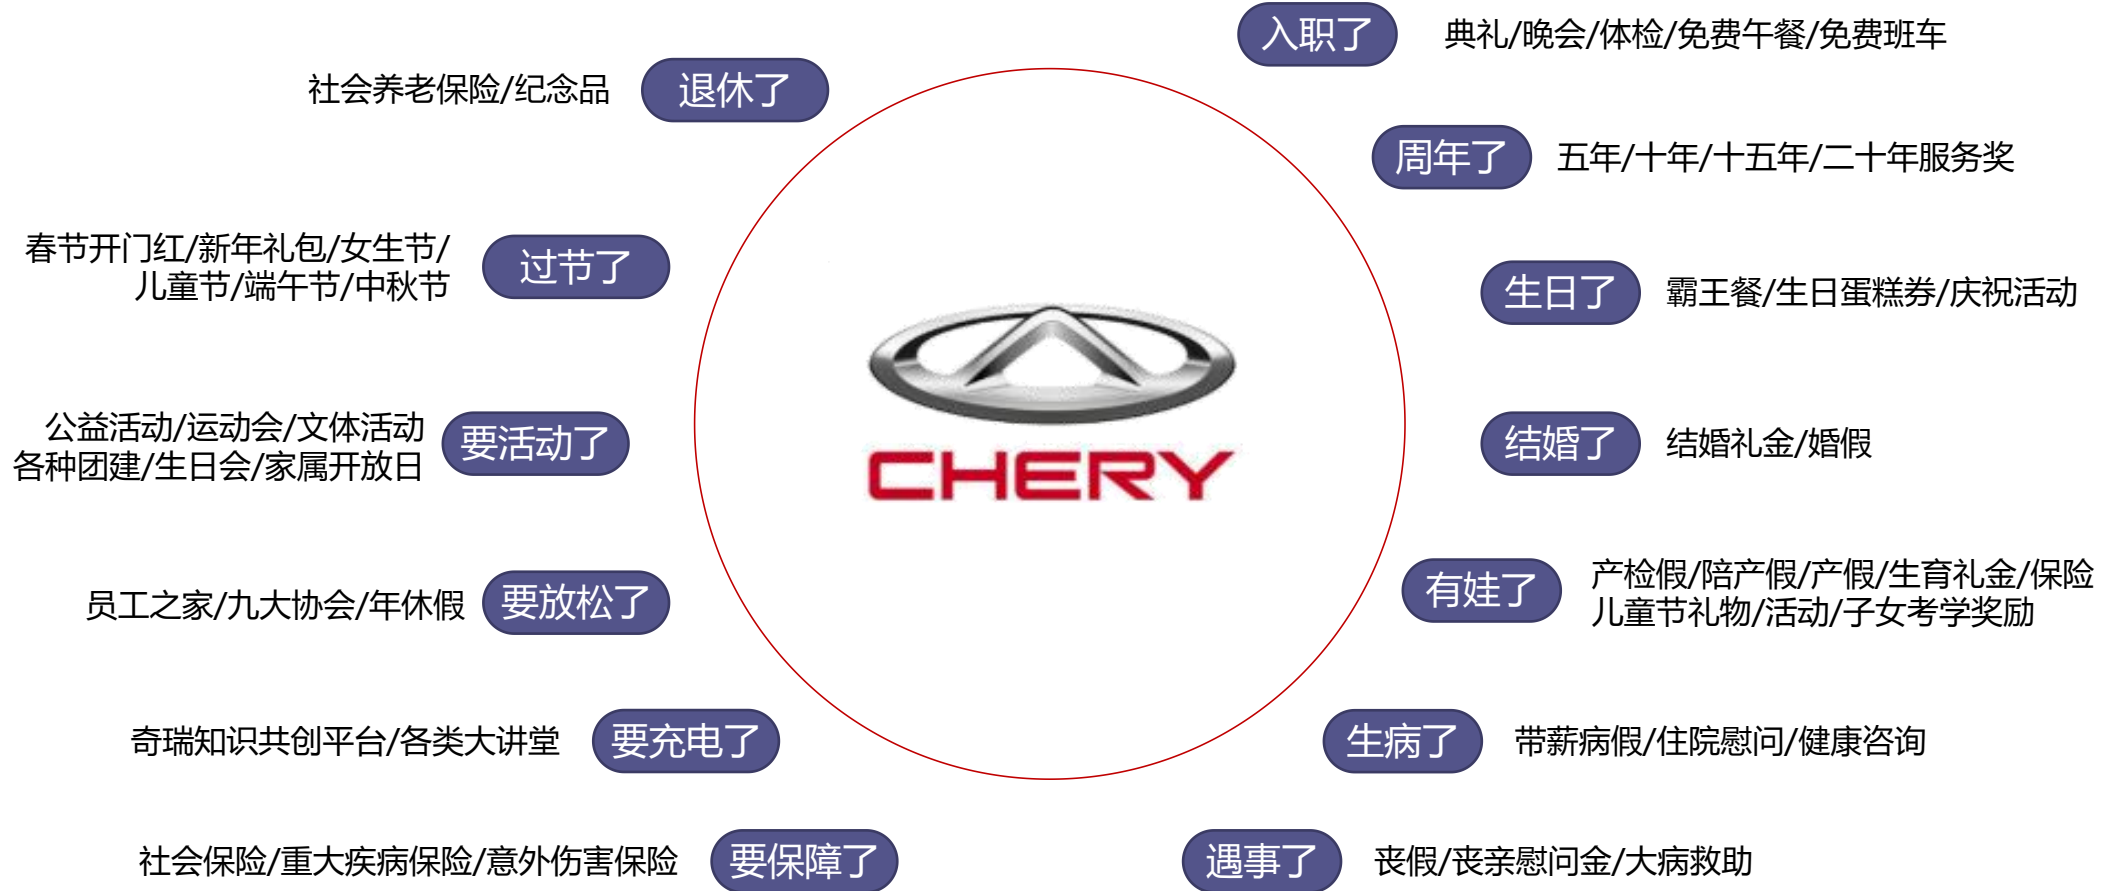 入职了
典礼/晚会/体检/免费午餐/免费班车
周年了
五年/十年/十五年/二十年服务奖
生日了
霸王餐/生日蛋糕券/庆祝活动
结婚了
结婚礼金/婚假
有娃了
产检假/陪产假/产假/生育礼金/保险
儿童节礼物/活动/子女考学奖励
生病了
带薪病假/住院慰问/健康咨询
遇事了
丧假/丧亲慰问金/大病救助
社会保险/重大疾病保险/意外伤害保险
要保障了
奇瑞知识共创平台/各类大讲堂
要充电了
员工之家/九大协会/年休假
要放松了
公益活动/运动会/文体活动
各种团建/生日会/家属开放日
要活动了
春节开门红/新年礼包/女生节/
儿童节/端午节/中秋节
过节了
社会养老保险/纪念品
退休了
CHERY